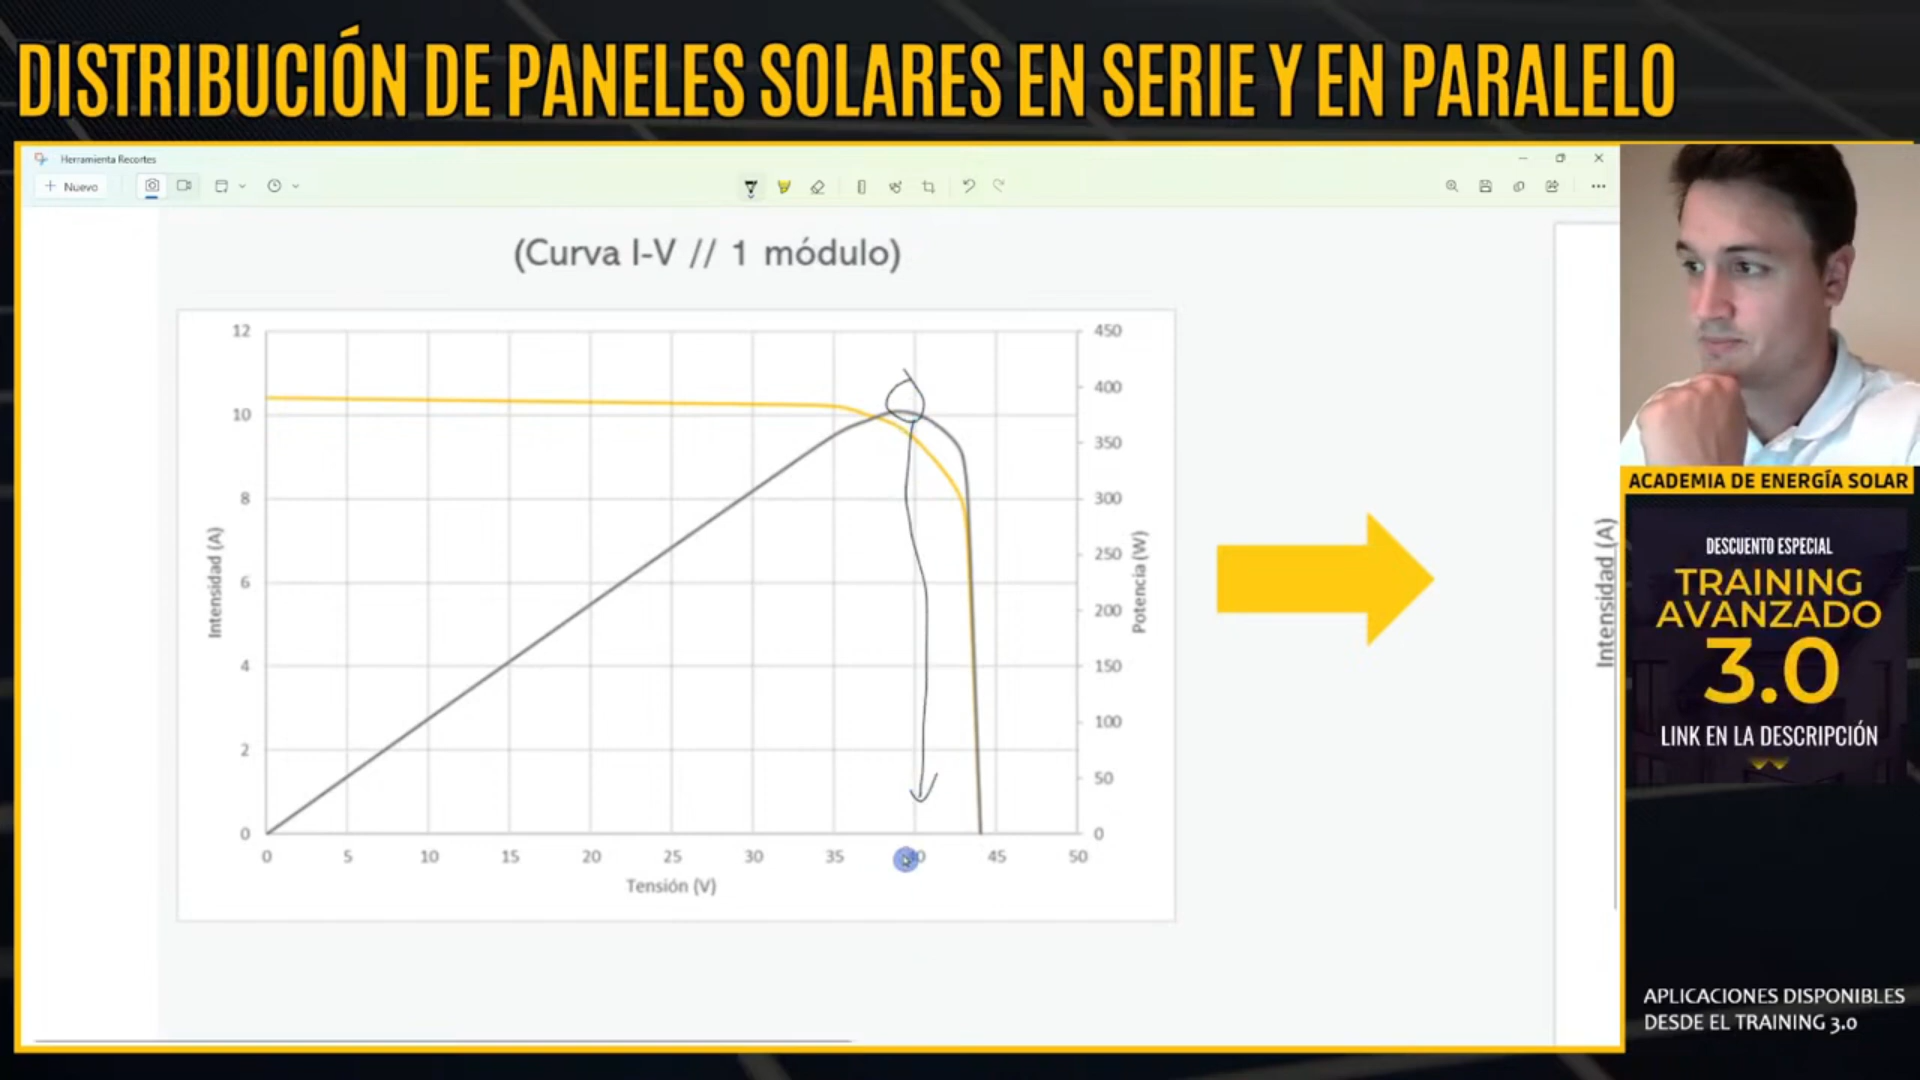 DISTRIBUCIÓN DE PANELES SOLARES EN SERIE Y EN PARALELO
Herramienta Recortes
Nuevo
(Curva I-V // 1 módulo)
12
10
8
6
4
2
0
Intensidad (A)
450
400
350
300
250
200
150
100
50
0
Potencia (W)
0 5 10 15 20 25 30 35 40 45 50
Tensión (V)
Intensidad (A)
ACADEMIA DE ENERGÍA SOLAR
DESCUENTO ESPECIAL
TRAINING
AVANZADO
3.0
LINK EN LA DESCRIPCIÓN
APLICACIONES DISPONIBLES
DESDE EL TRAINING 3.0